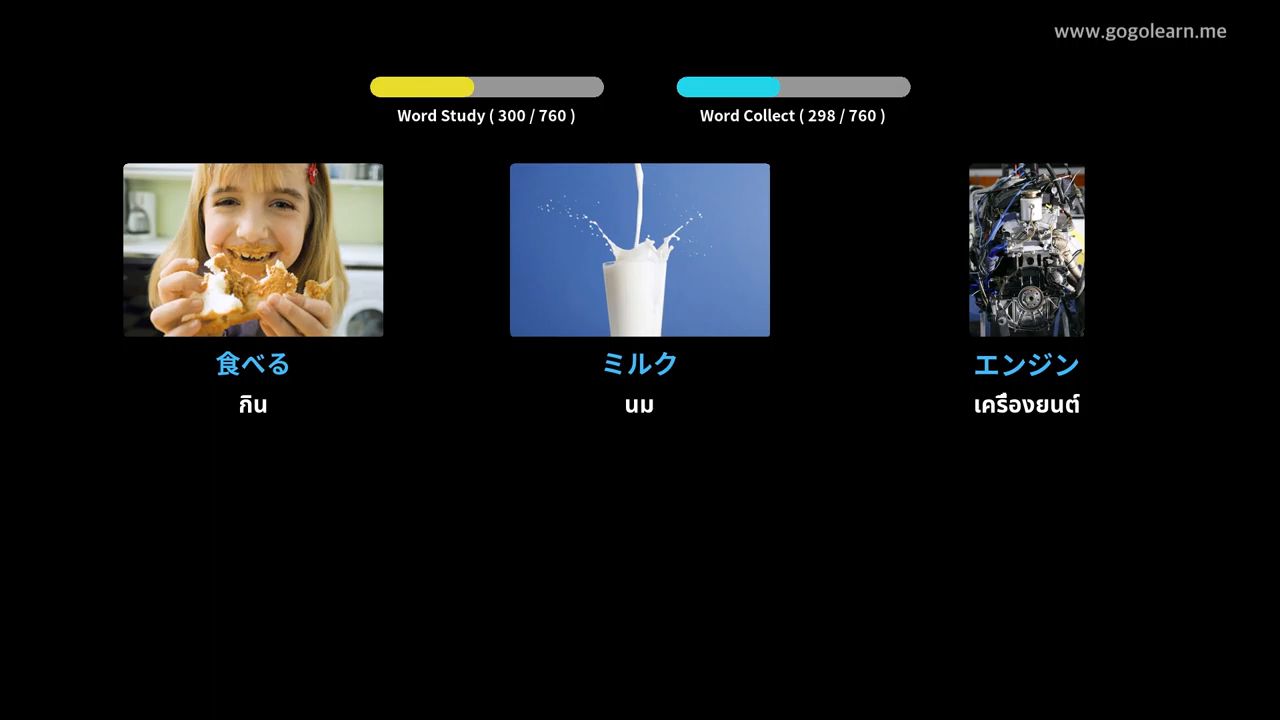 www.gogolearn.me
Word Study ( 300 / 760 )
Word Collect ( 298 / 760 )
食べる
ミルク
エンジン
กิน
นม
เครื่องยนต์